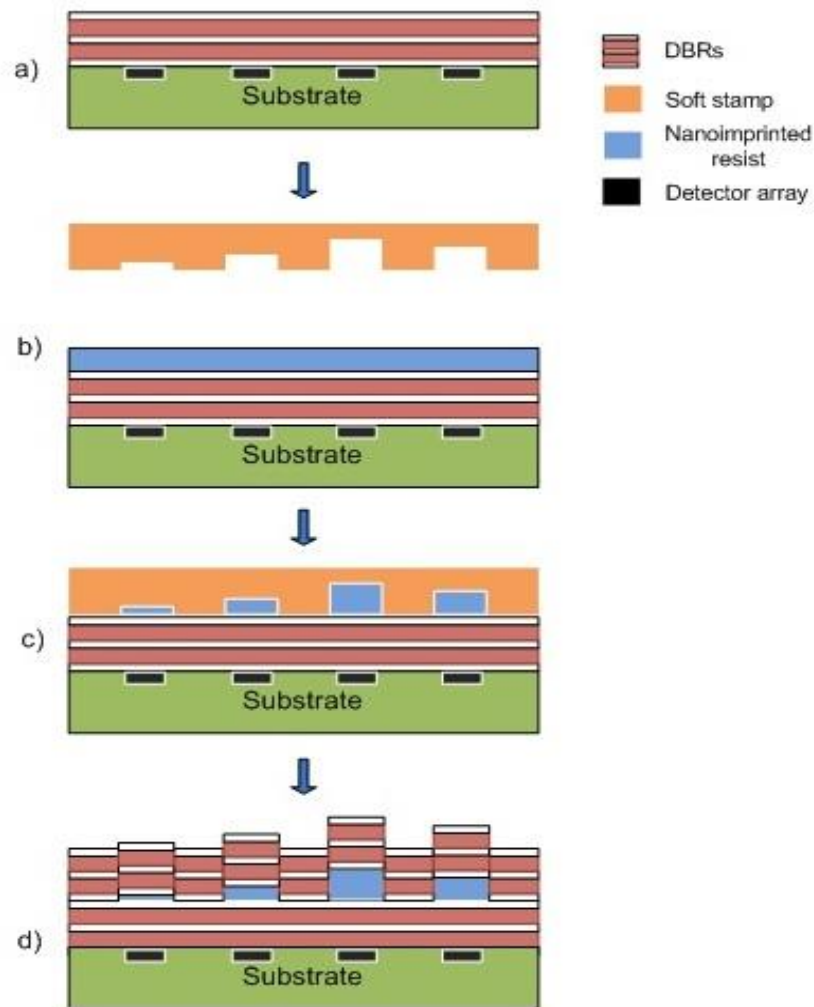 a)
Substrate
DBRs
Soft stamp
Nanoimprinted
resist
Detector array
b)
Substrate
c)
Substrate
d)
Substrate